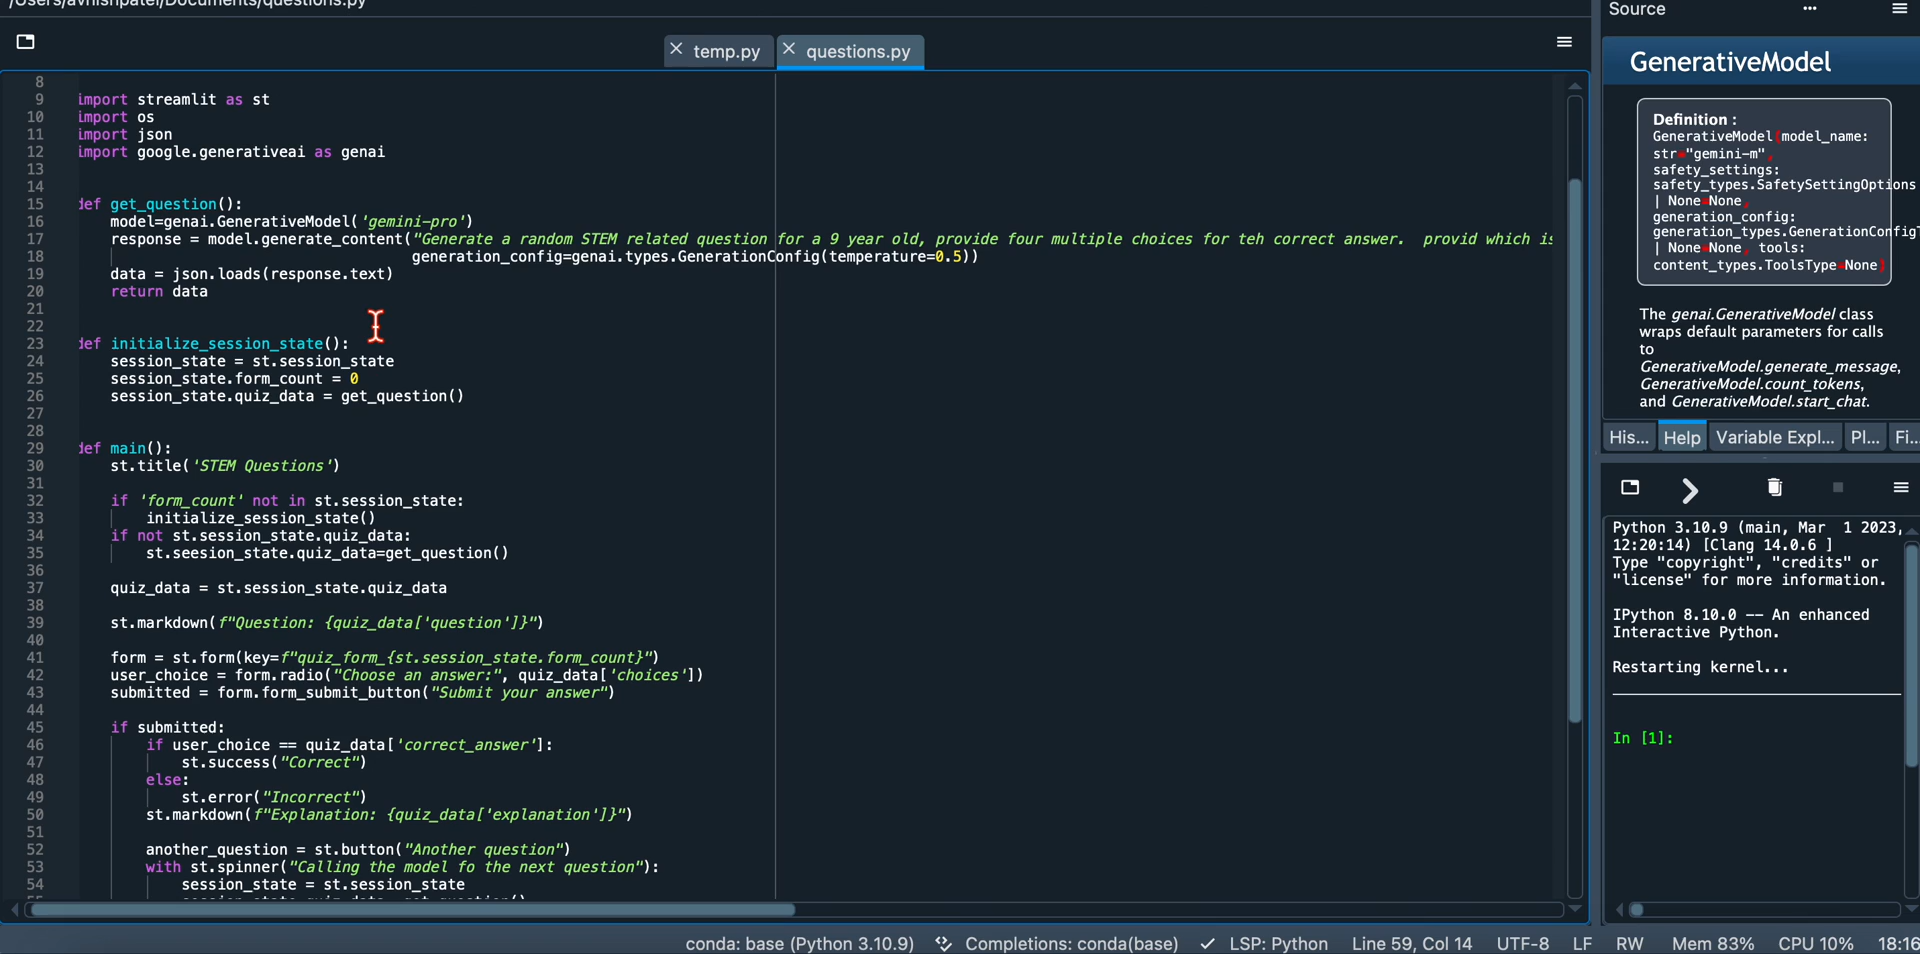 /Users/avnishpatel/Documents/questions.py
temp.py
questions.py
8
9 import streamlit as st
10 import os
11 import json
12 import google.generativeai as genai
13
14
15 def get_question():
16 model=genai.GenerativeModel('gemini-pro')
17 response = model.generate_content("Generate a random STEM related question for a 9 year old, provide four multiple choices for teh correct answer.  provid which is
18 generation_config=genai.types.GenerationConfig(temperature=0.5))
19 data = json.loads(response.text)
20 return data
21
22
23 def initialize_session_state():
24 session_state = st.session_state
25 session_state.form_count = 0
26 session_state.quiz_data = get_question()
27
28
29 def main():
30 st.title('STEM Questions')
31
32 if 'form_count' not in st.session_state:
33 initialize_session_state()
34 if not st.session_state.quiz_data:
35 st.seesion_state.quiz_data=get_question()
36
37 quiz_data = st.session_state.quiz_data
38
39 st.markdown(f"Question: {quiz_data['question']}")
40
41 form = st.form(key=f"quiz_form_{st.session_state.form_count}")
42 user_choice = form.radio("Choose an answer:", quiz_data['choices'])
43 submitted = form.form_submit_button("Submit your answer")
44
45 if submitted:
46 if user_choice == quiz_data['correct_answer']:
47 st.success("Correct")
48 else:
49 st.error("Incorrect")
50 st.markdown(f"Explanation: {quiz_data['explanation']}")
51
52 another_question = st.button("Another question")
53 with st.spinner("Calling the model fo the next question"):
54 session_state = st.session_state
Source
GenerativeModel
Definition :
GenerativeModel(model_name:
str="gemini-m",
safety_settings:
safety_types.SafetySettingOptions
| None=None,
generation_config:
generation_types.GenerationConfigT
| None=None, tools:
content_types.ToolsType=None)
The genai.GenerativeModel class
wraps default parameters for calls
to
GenerativeModel.generate_message,
GenerativeModel.count_tokens,
and GenerativeModel.start_chat.
His... Help Variable Expl... Pl... Fi...
Python 3.10.9 (main, Mar  1 2023,
12:20:14) [Clang 14.0.6 ]
Type "copyright", "credits" or
"license" for more information.
IPython 8.10.0 -- An enhanced
Interactive Python.
Restarting kernel...
In [1]:
conda: base (Python 3.10.9) Completions: conda(base) LSP: Python Line 59, Col 14 UTF-8 LF RW Mem 83% CPU 10% 18:16